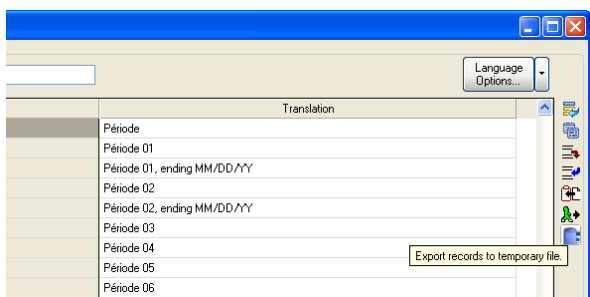 Language
Options...
Translation
Période
Période 01
Période 01, ending MM/DD/YY
Période 02
Période 02, ending MM/DD/YY
Période 03
Période 04
Période 05
Période 06
Export records to temporary file.